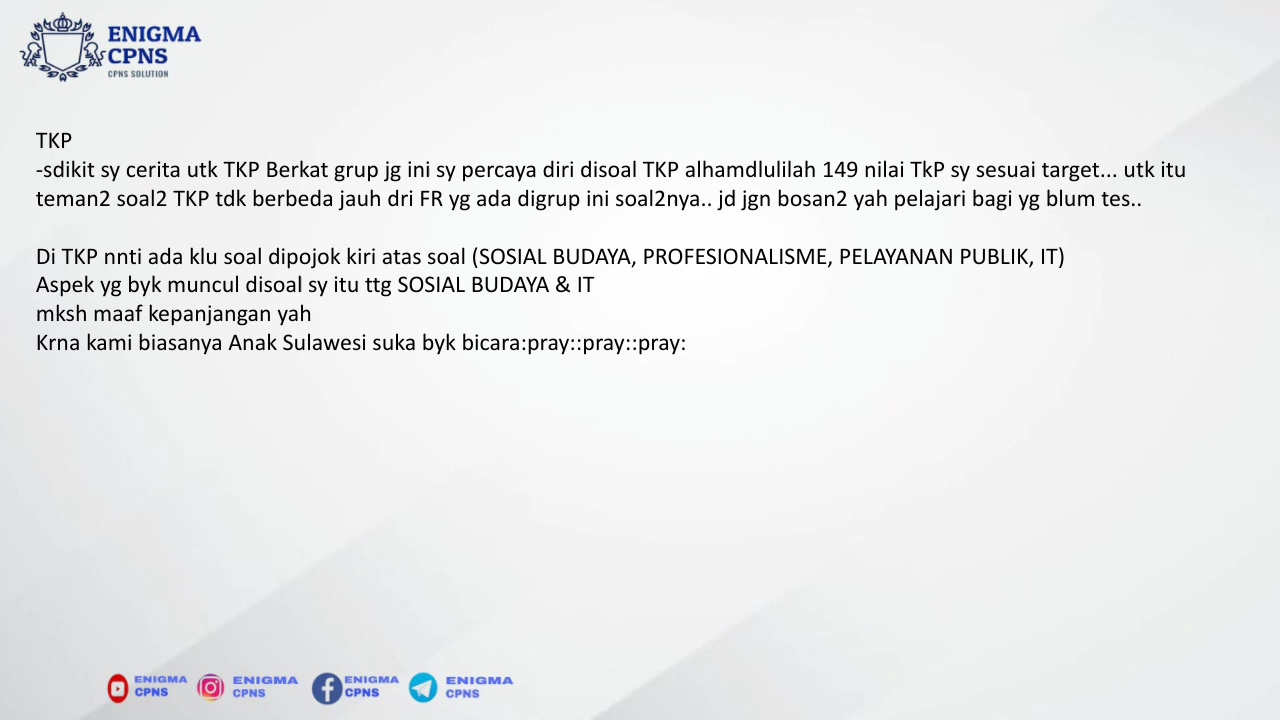 ENIGMA
CPNS
CPNS SOLUTION
TKP
-sdikit sy cerita utk TKP Berkat grup jg ini sy percaya diri disoal TKP alhamdlulilah 149 nilai TkP sy sesuai target... utk itu
teman2 soal2 TKP tdk berbeda jauh dri FR yg ada digrup ini soal2nya.. jd jgn bosan2 yah pelajari bagi yg blum tes..
Di TKP nnti ada klu soal dipojok kiri atas soal (SOSIAL BUDAYA, PROFESIONALISME, PELAYANAN PUBLIK, IT)
Aspek yg byk muncul disoal sy itu ttg SOSIAL BUDAYA & IT
mksh maaf kepanjangan yah
Krna kami biasanya Anak Sulawesi suka byk bicara:pray::pray::pray:
ENIGMA
CPNS
ENIGMA
CPNS
ENIGMA
CPNS
ENIGMA
CPNS